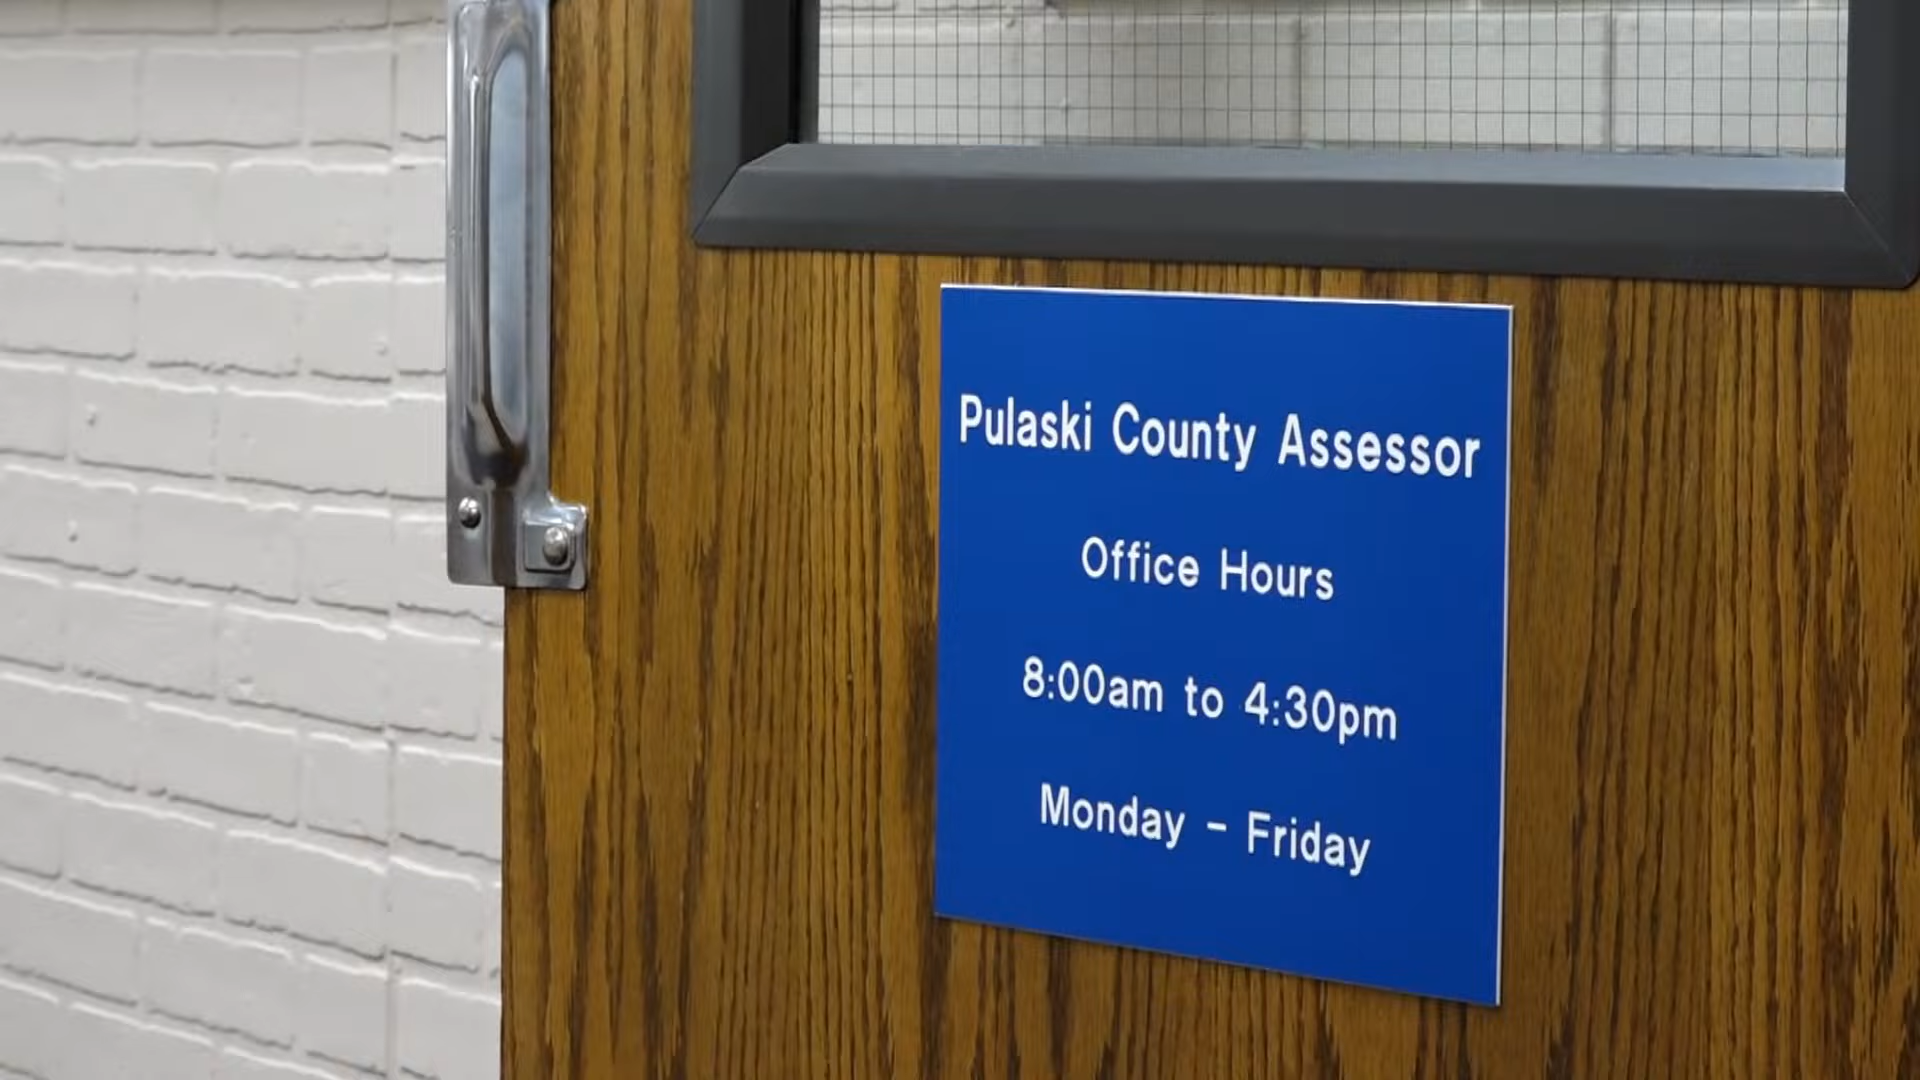 Pulaski County Assessor
Office Hours
8:00am to 4:30pm
Monday - Friday